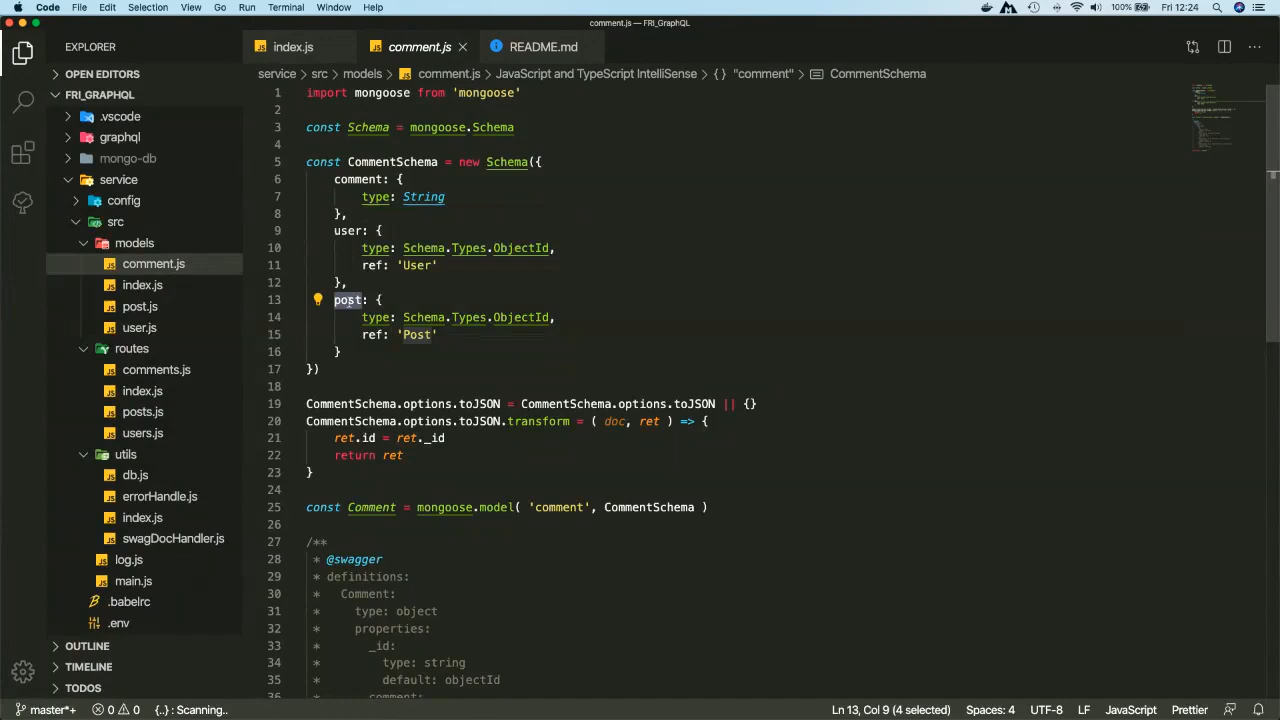 Code File Edit Selection View Go Run Terminal Window Help
Fri 12:24
comment.js — FRI_GraphQL
EXPLORER
OPEN EDITORS
FRI_GRAPHQL
.vscode
graphql
mongo-db
service
config
src
models
comment.js
index.js
post.js
user.js
routes
comments.js
index.js
posts.js
users.js
utils
db.js
errorHandle.js
index.js
swagDocHandler.js
log.js
main.js
.babelrc
.env
OUTLINE
TIMELINE
TODOS
index.js comment.js README.md
service > src > models > comment.js > JavaScript and TypeScript IntelliSense > {} "comment" > CommentSchema
1 import mongoose from 'mongoose'
2
3 const Schema = mongoose.Schema
4
5 const CommentSchema = new Schema({
6 comment: {
7 type: String
8 },
9 user: {
10 type: Schema.Types.ObjectId,
11 ref: 'User'
12 },
13 post: {
14 type: Schema.Types.ObjectId,
15 ref: 'Post'
16 }
17 })
18
19 CommentSchema.options.toJSON = CommentSchema.options.toJSON || {}
20 CommentSchema.options.toJSON.transform = ( doc, ret ) => {
21 ret.id = ret._id
22 return ret
23 }
24
25 const Comment = mongoose.model( 'comment', CommentSchema )
26
27 /**
28 * @swagger
29 * definitions:
30 * Comment:
31 * type: object
32 * properties:
33 * _id:
34 * type: string
35 * default: objectId
36 * comment:
master*+ 0 0 {..} : Scanning.. Ln 13, Col 9 (4 selected) Spaces: 4 UTF-8 LF JavaScript Prettier